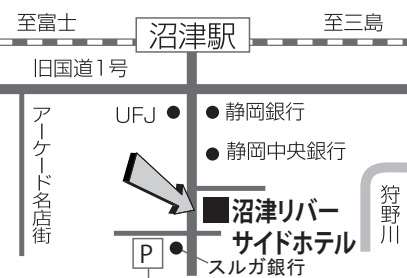 至富士
沼津駅
至三島
旧国道1号
アーケード名店街
UFJ
静岡銀行
静岡中央銀行
沼津リバー
サイドホテル
狩野川
P
スルガ銀行